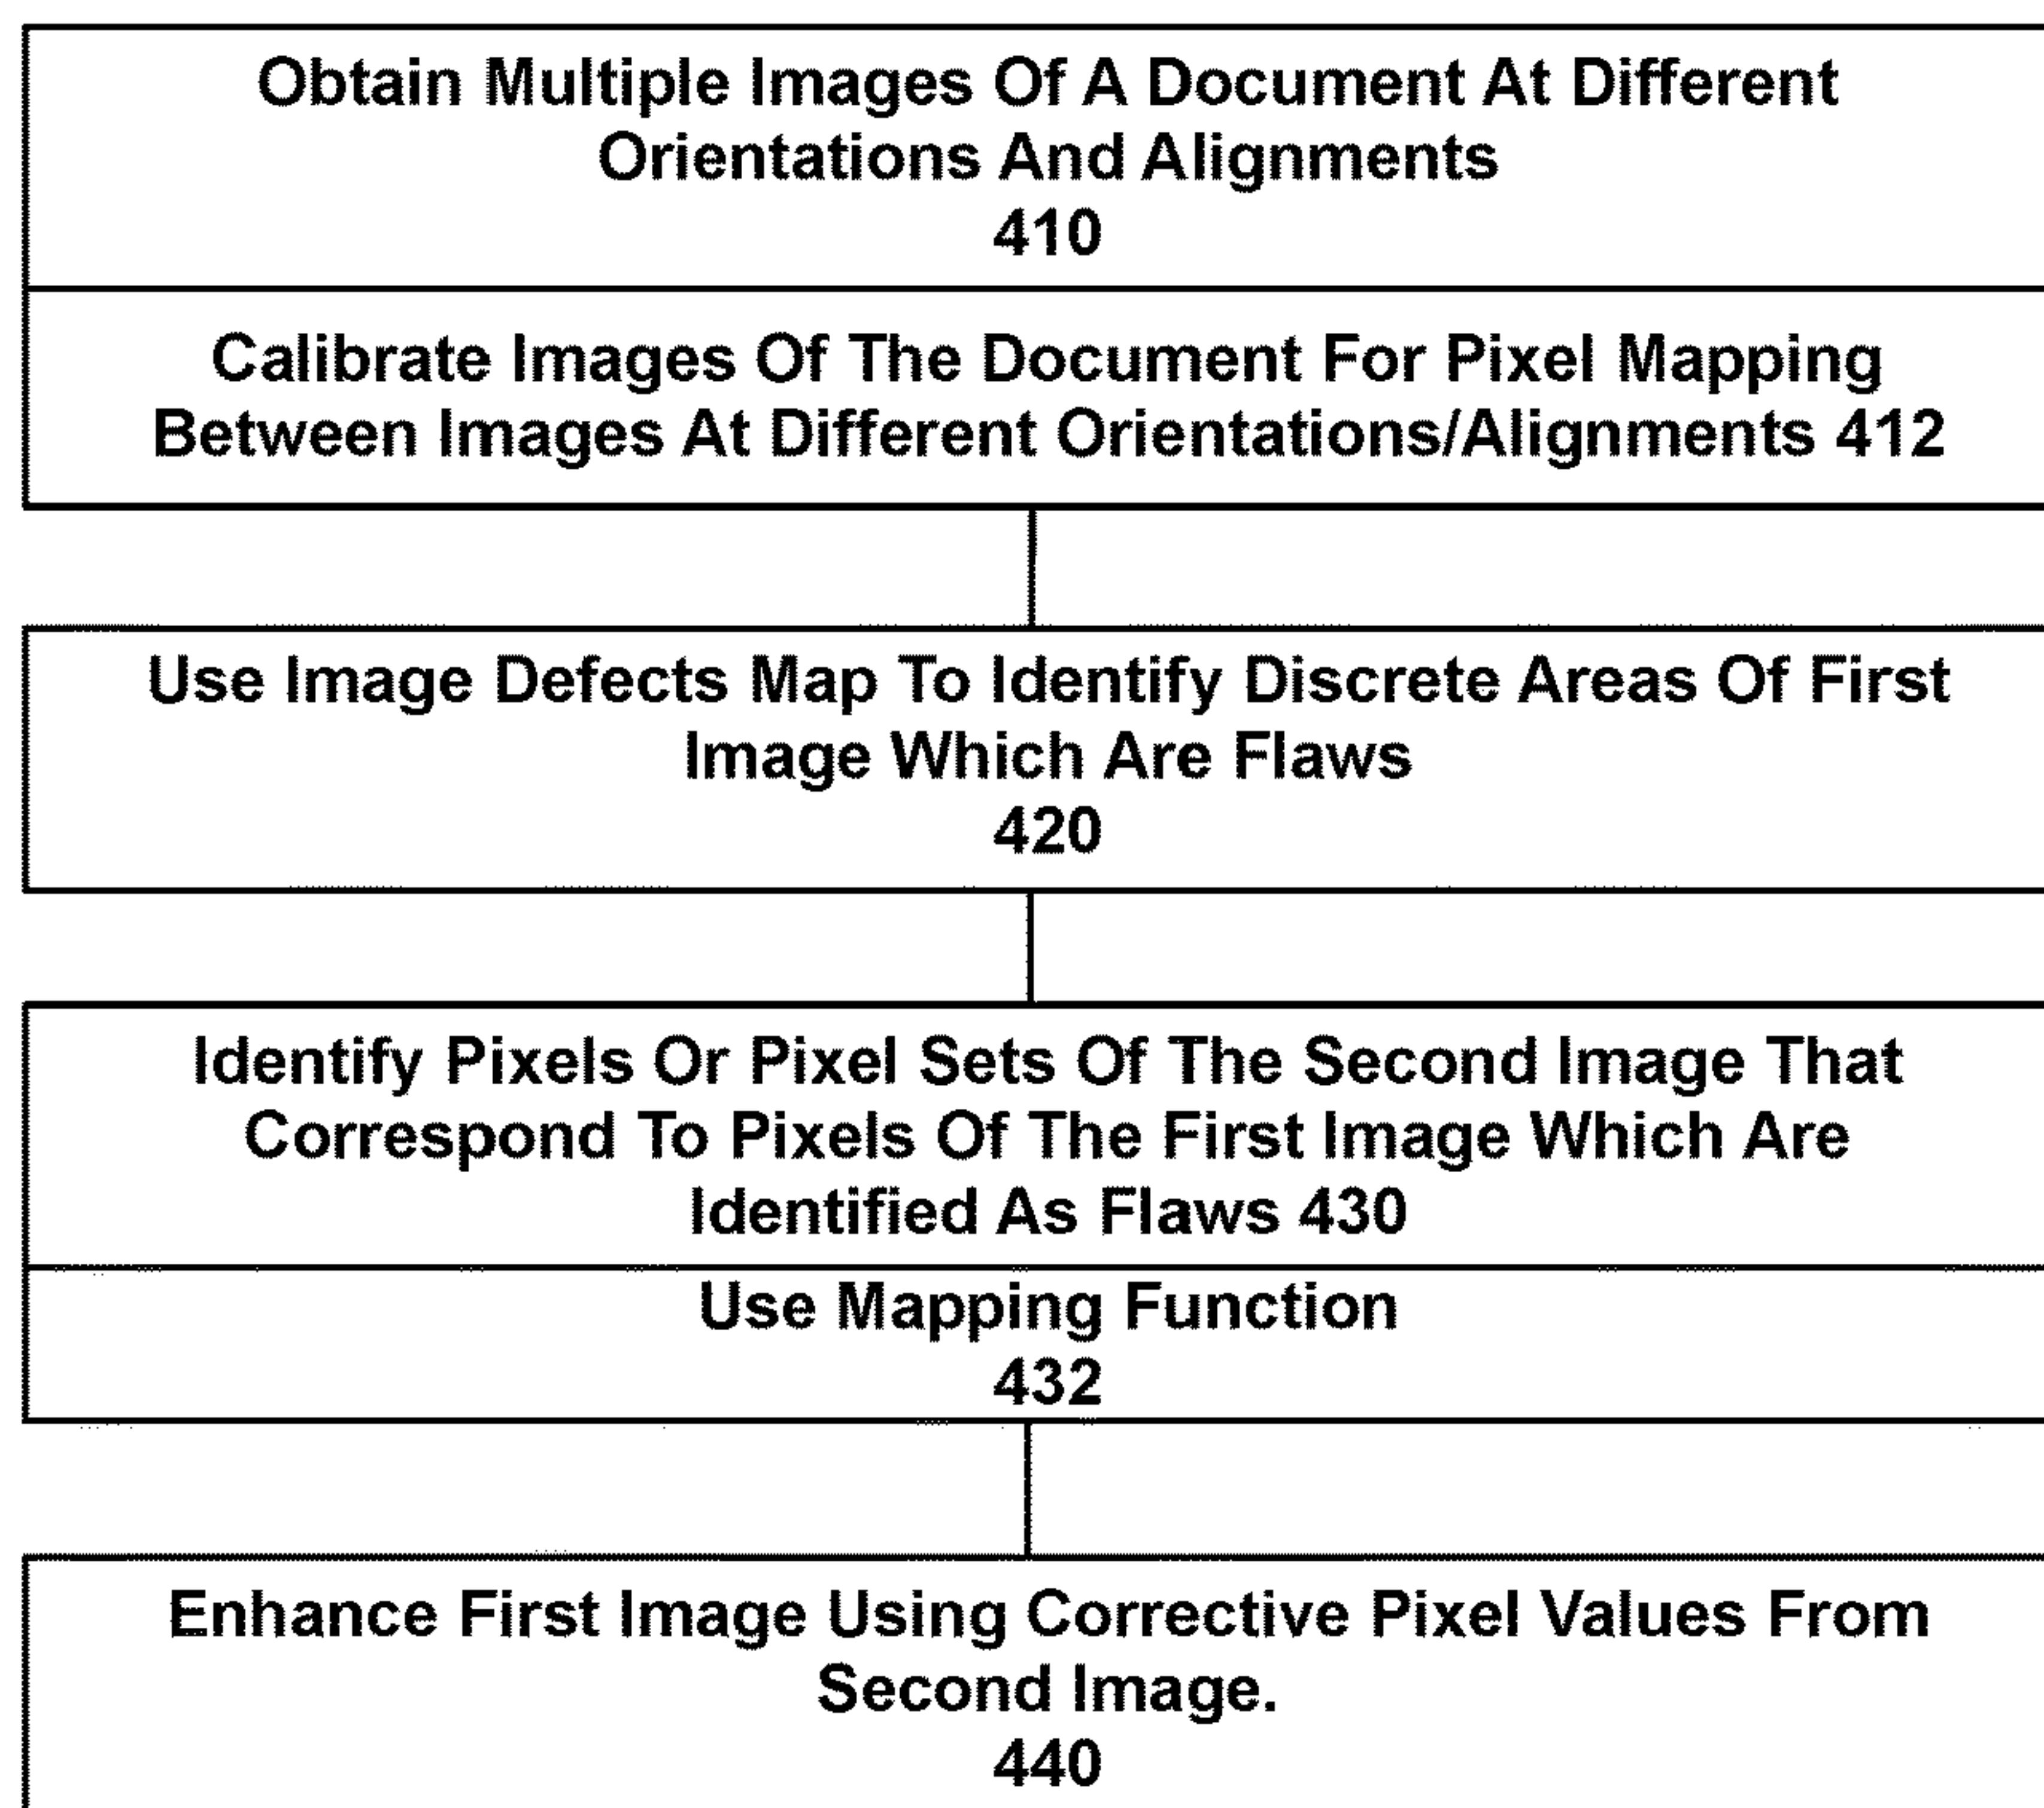 Obtain Multiple Images Of A Document At Different
Orientations And Alignments
410
Calibrate Images Of The Document For Pixel Mapping
Between Images At Different Orientations/Alignments 412
Use Image Defects Map To Identify Discrete Areas Of First
Image Which Are Flaws
420
Identify Pixels Or Pixel Sets Of The Second Image That
Correspond To Pixels Of The First Image Which Are
Identified As Flaws 430
Use Mapping Function
432
Enhance First Image Using Corrective Pixel Values From
Second Image.
440